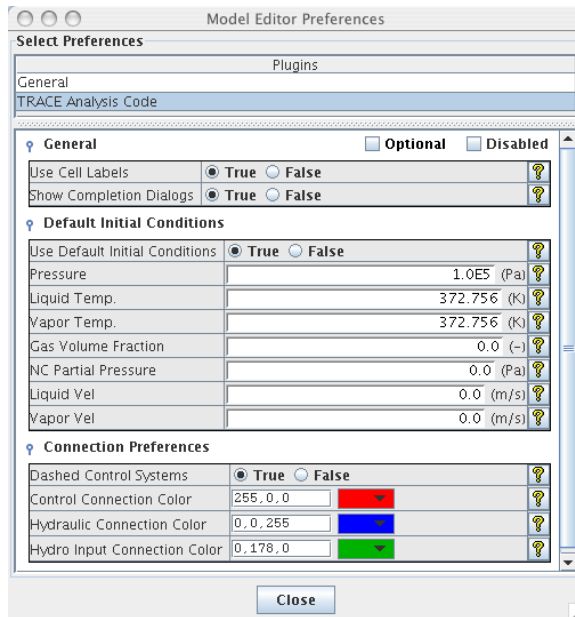 Model Editor Preferences
Select Preferences
Plugins
General
TRACE Analysis Code
General Optional Disabled
Use Cell Labels True False ?
Show Completion Dialogs True False ?
Default Initial Conditions
Use Default Initial Conditions True False ?
Pressure 1.0E5 (Pa) ?
Liquid Temp. 372.756 (K) ?
Vapor Temp. 372.756 (K) ?
Gas Volume Fraction 0.0 (-) ?
NC Partial Pressure 0.0 (Pa) ?
Liquid Vel 0.0 (m/s) ?
Vapor Vel 0.0 (m/s) ?
Connection Preferences
Dashed Control Systems True False ?
Control Connection Color 255,0,0 ?
Hydraulic Connection Color 0,0,255 ?
Hydro Input Connection Color 0,178,0 ?
Close